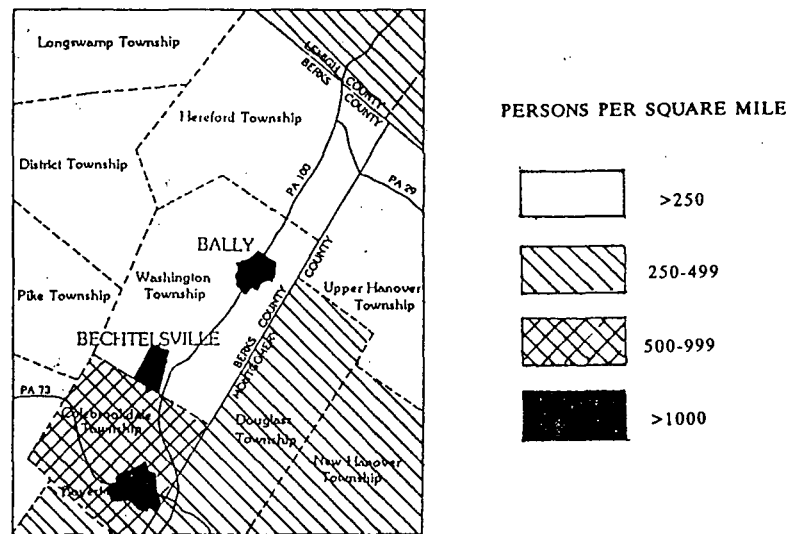 Longswamp Township
LEHIGH COUNTY
BERKS COUNTY
Hereford Township
District Township
PA 100
PA 29
BALLY
Washington
Township
Pike Township
BERKS COUNTY
MONTGOMERY COUNTY
Upper Hanover
Township
BECHTELSVILLE
PA 73
Colebrookdale
Township
Douglass
Township
New Hanover
Township
PERSONS PER SQUARE MILE
>250
250-499
500-999
>1000